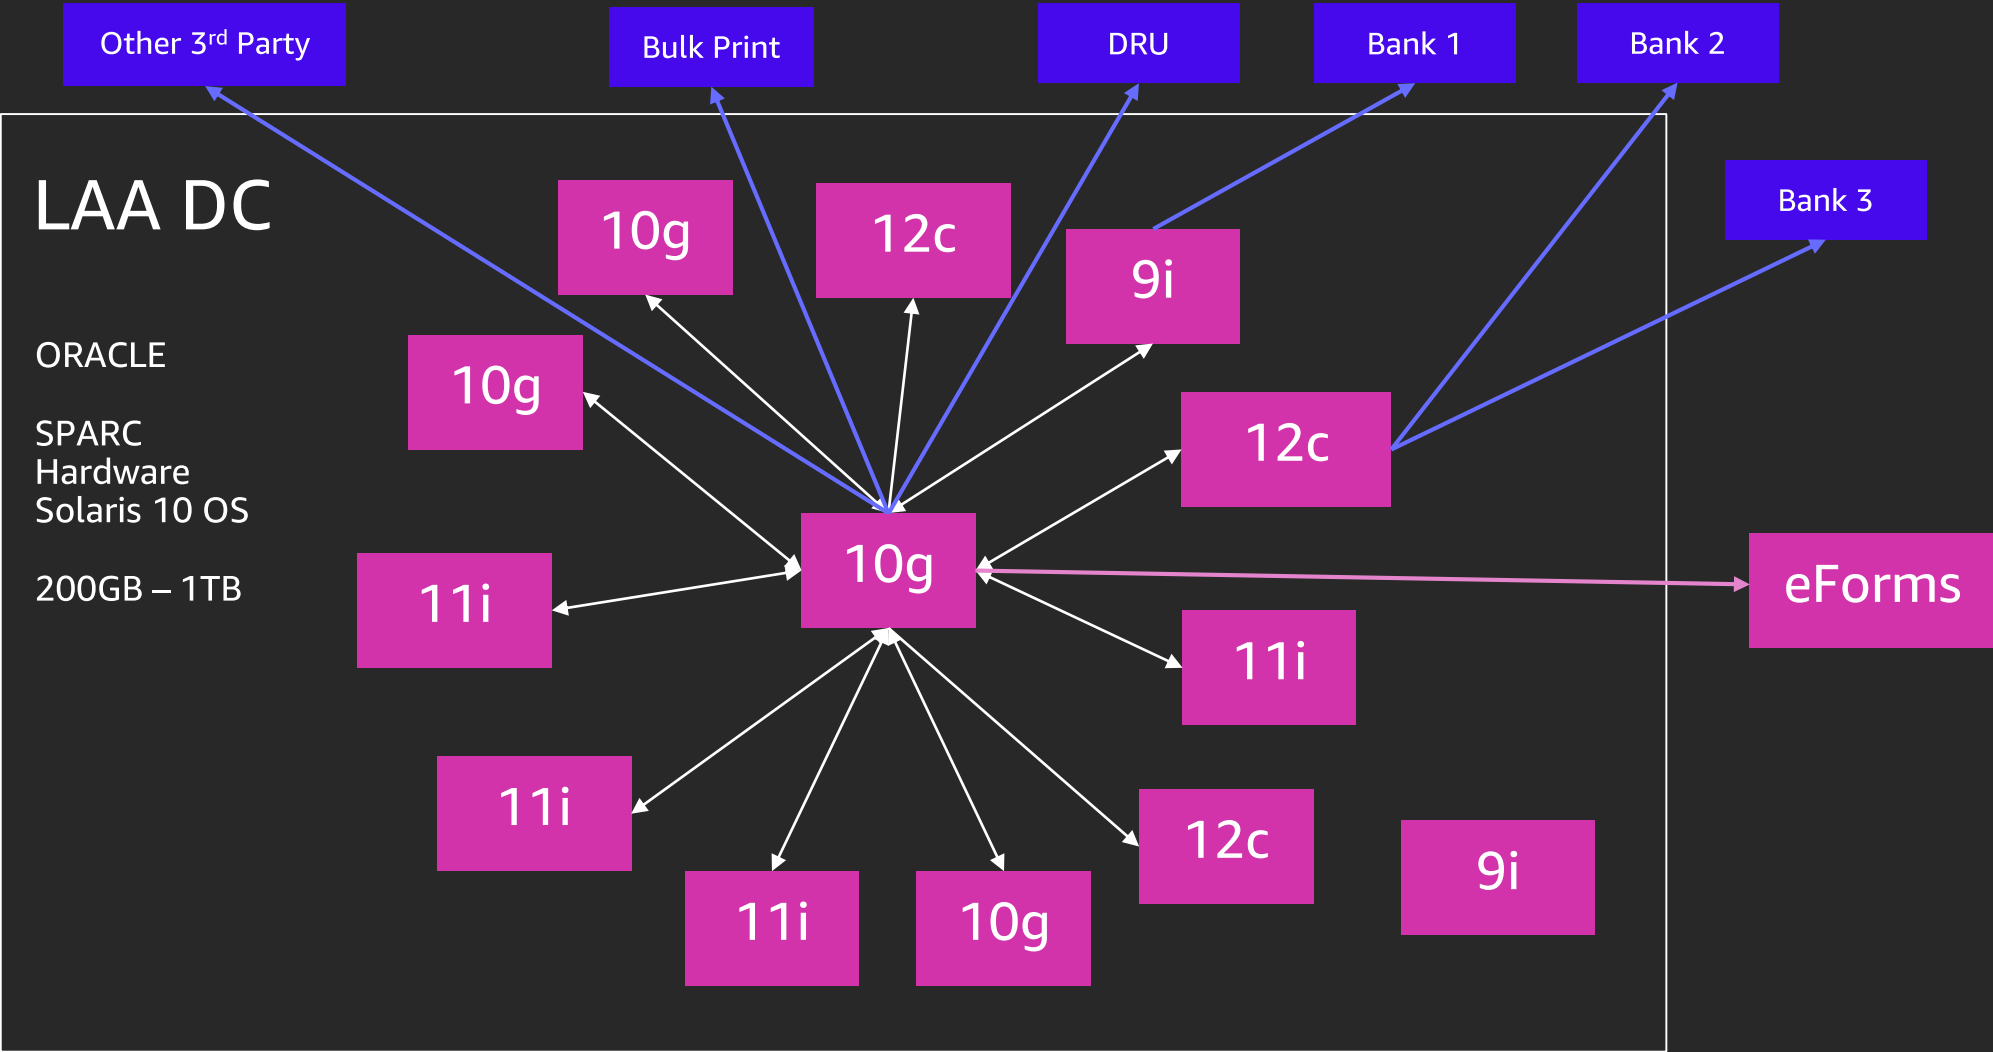 Other 3rd Party
Bulk Print
DRU
Bank 1
Bank 2
Bank 3
LAA DC
ORACLE
SPARC
Hardware
Solaris 10 OS
200GB – 1TB
10g
12c
9i
10g
12c
10g
eForms
11i
11i
11i
12c
9i
11i
10g